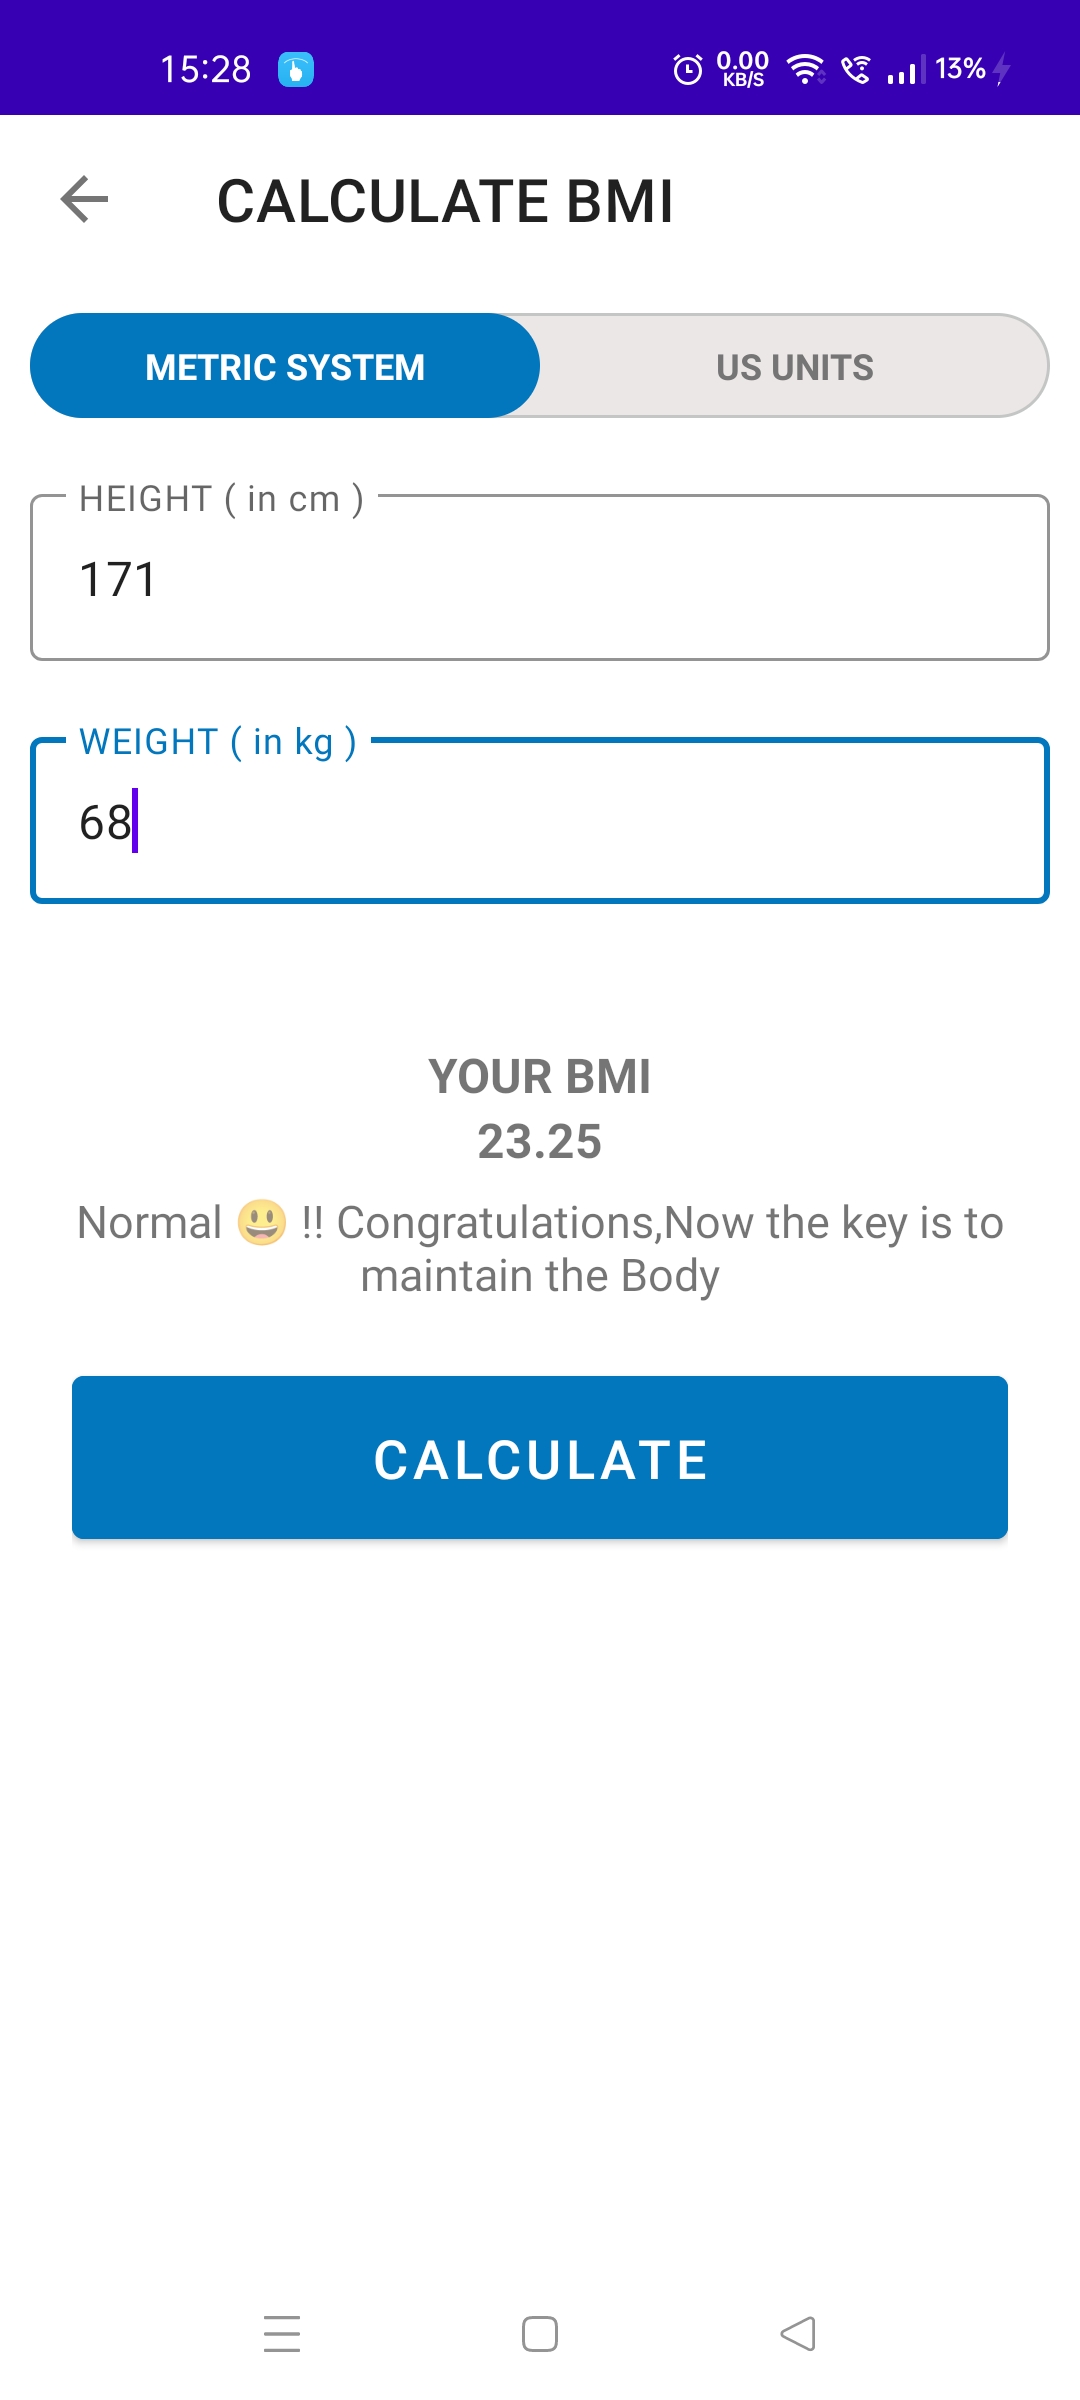 15:28 0.00 KB/S 13%
CALCULATE BMI
METRIC SYSTEM US UNITS
HEIGHT ( in cm )
171
WEIGHT ( in kg )
68
YOUR BMI
23.25
Normal 😃 !! Congratulations,Now the key is to
maintain the Body
CALCULATE